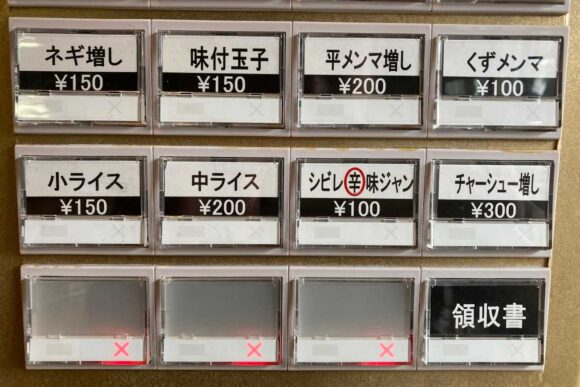 ネギ増し
¥150
味付玉子
¥150
平メンマ増し
¥200
くずメンマ
¥100
小ライス
¥150
中ライス
¥200
シビレ辛味ジャン
¥100
チャーシュー増し
¥300
領収書